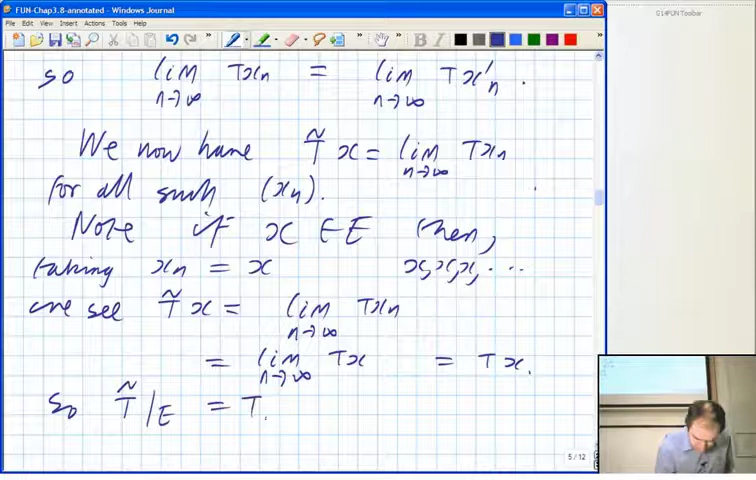 FUN-Chap3.8-annotated - Windows Journal
G14FUN Toolbar
File Edit View Insert Actions Tools Help
so lim n→∞ Txn = lim n→∞ Tx'n .
We now have T̃ x = lim n→∞ Txn
for all such (xn).
Note if x ∈ E then,
taking xn = x x, x, x, ...
we see T̃ x = lim n→∞ Txn
= lim n→∞ Tx = Tx.
So T̃ |E = T.
5 / 12